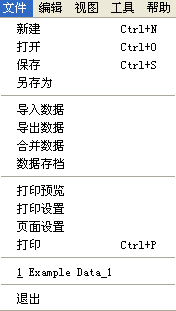 文件 编辑 视图 工具 帮助
新建 Ctrl+N
打开 Ctrl+O
保存 Ctrl+S
另存为
导入数据
导出数据
合并数据
数据存档
打印预览
打印设置
页面设置
打印 Ctrl+P
1 Example Data_1
退出